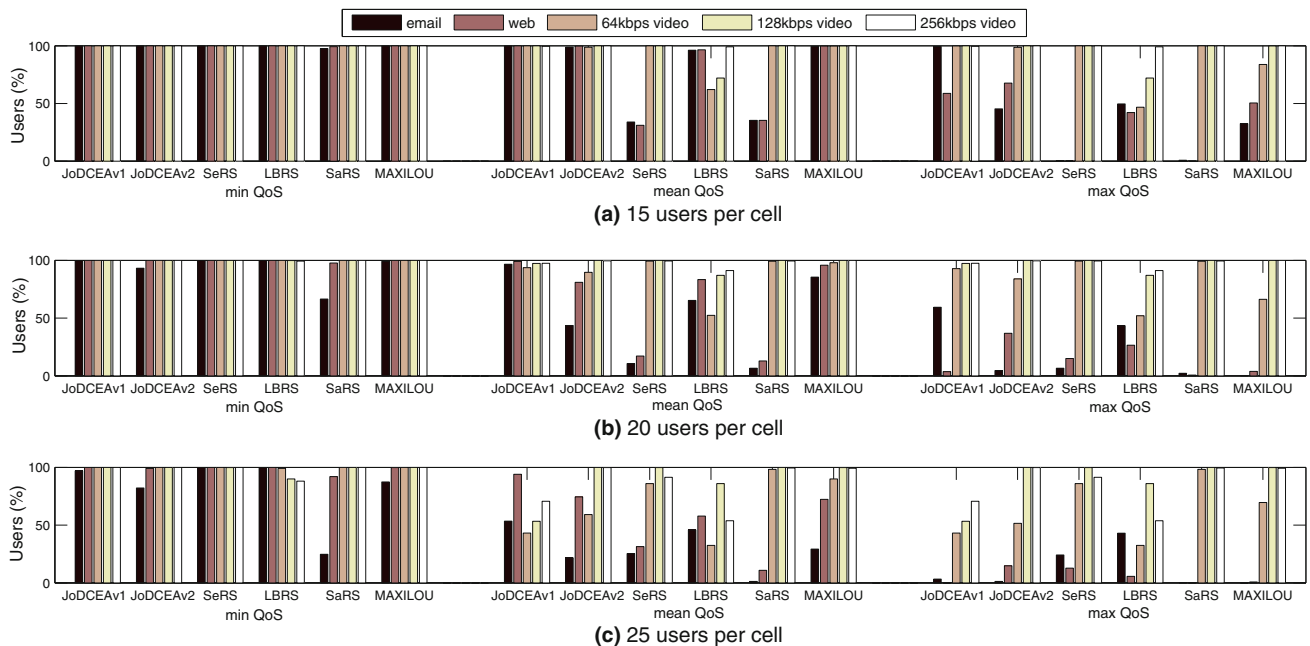 email web 64kbps video 128kbps video 256kbps video
100
50
0
Users (%)
JoDCEAv1 JoDCEAv2 SeRS LBRS SaRS MAXILOU JoDCEAv1 JoDCEAv2 SeRS LBRS SaRS MAXILOU JoDCEAv1 JoDCEAv2 SeRS LBRS SaRS MAXILOU
min QoS mean QoS max QoS
(a) 15 users per cell
100
50
0
Users (%)
JoDCEAv1 JoDCEAv2 SeRS LBRS SaRS MAXILOU JoDCEAv1 JoDCEAv2 SeRS LBRS SaRS MAXILOU JoDCEAv1 JoDCEAv2 SeRS LBRS SaRS MAXILOU
min QoS mean QoS max QoS
(b) 20 users per cell
100
50
0
Users (%)
JoDCEAv1 JoDCEAv2 SeRS LBRS SaRS MAXILOU JoDCEAv1 JoDCEAv2 SeRS LBRS SaRS MAXILOU JoDCEAv1 JoDCEAv2 SeRS LBRS SaRS MAXILOU
min QoS mean QoS max QoS
(c) 25 users per cell